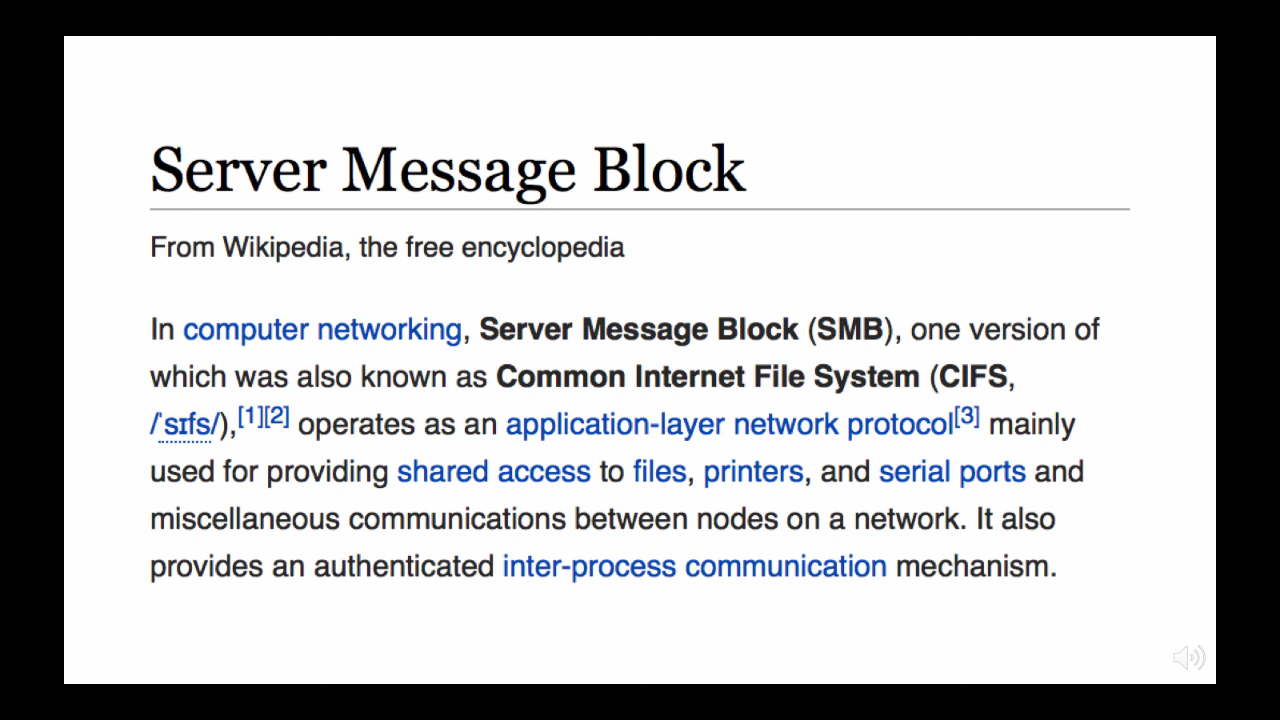 Server Message Block
From Wikipedia, the free encyclopedia
In computer networking, Server Message Block (SMB), one version of
which was also known as Common Internet File System (CIFS,
/ˈsɪfs/),[1][2] operates as an application-layer network protocol[3] mainly
used for providing shared access to files, printers, and serial ports and
miscellaneous communications between nodes on a network. It also
provides an authenticated inter-process communication mechanism.